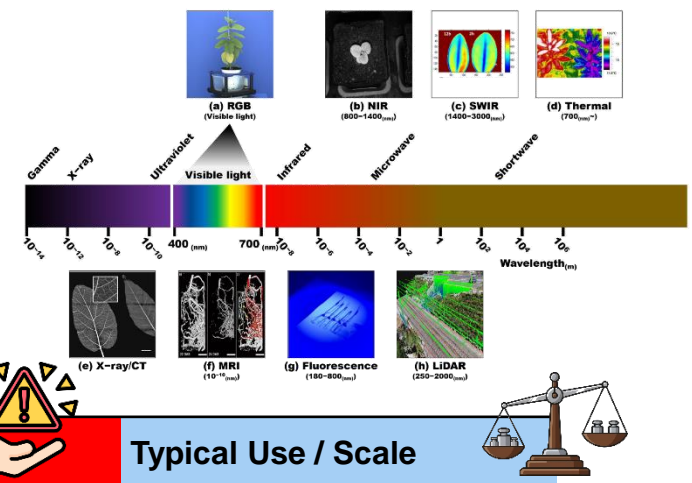 (a) RGB
(Visible light)
(b) NIR
(800–1400(nm))
(c) SWIR
(1400–3000(nm))
(d) Thermal
(700(nm)~)
Gamma
X–ray
Ultraviolet
Visible light
Infrared
Microwave
Shortwave
10⁻¹⁴
10⁻¹²
10⁻⁸
10⁻¹⁰
400 (nm)
700 (nm)
10⁻⁸
10⁻⁶
10⁻⁴
10⁻²
1
10²
10⁴
10⁶
Wavelength(m)
(e) X–ray/CT
(f) MRI
(10⁻¹⁰(nm))
(g) Fluorescence
(180–800(nm))
(h) LiDAR
(250–2000(nm))
Typical Use / Scale